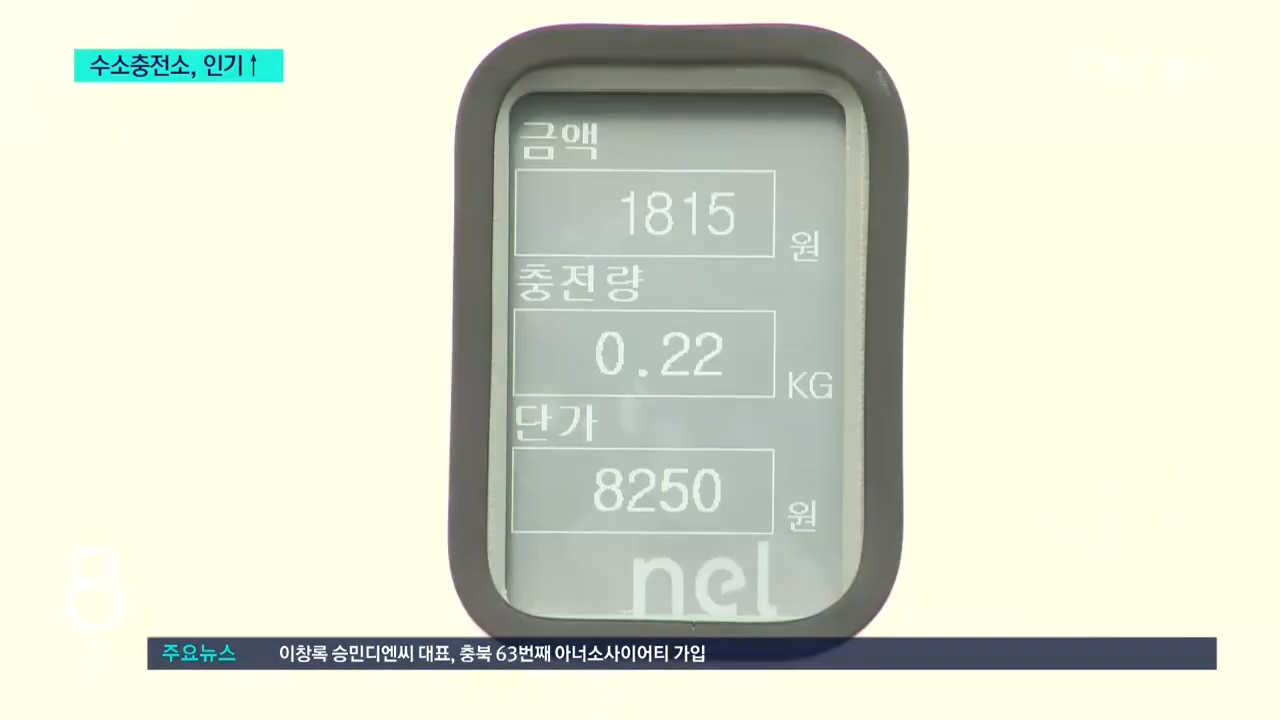 수소충전소, 인기↑
금액
1815 원
충전량
0.22 KG
단가
8250 원
nel
8
주요뉴스 이창록 승민디엔씨 대표, 충북 63번째 아너소사이어티 가입